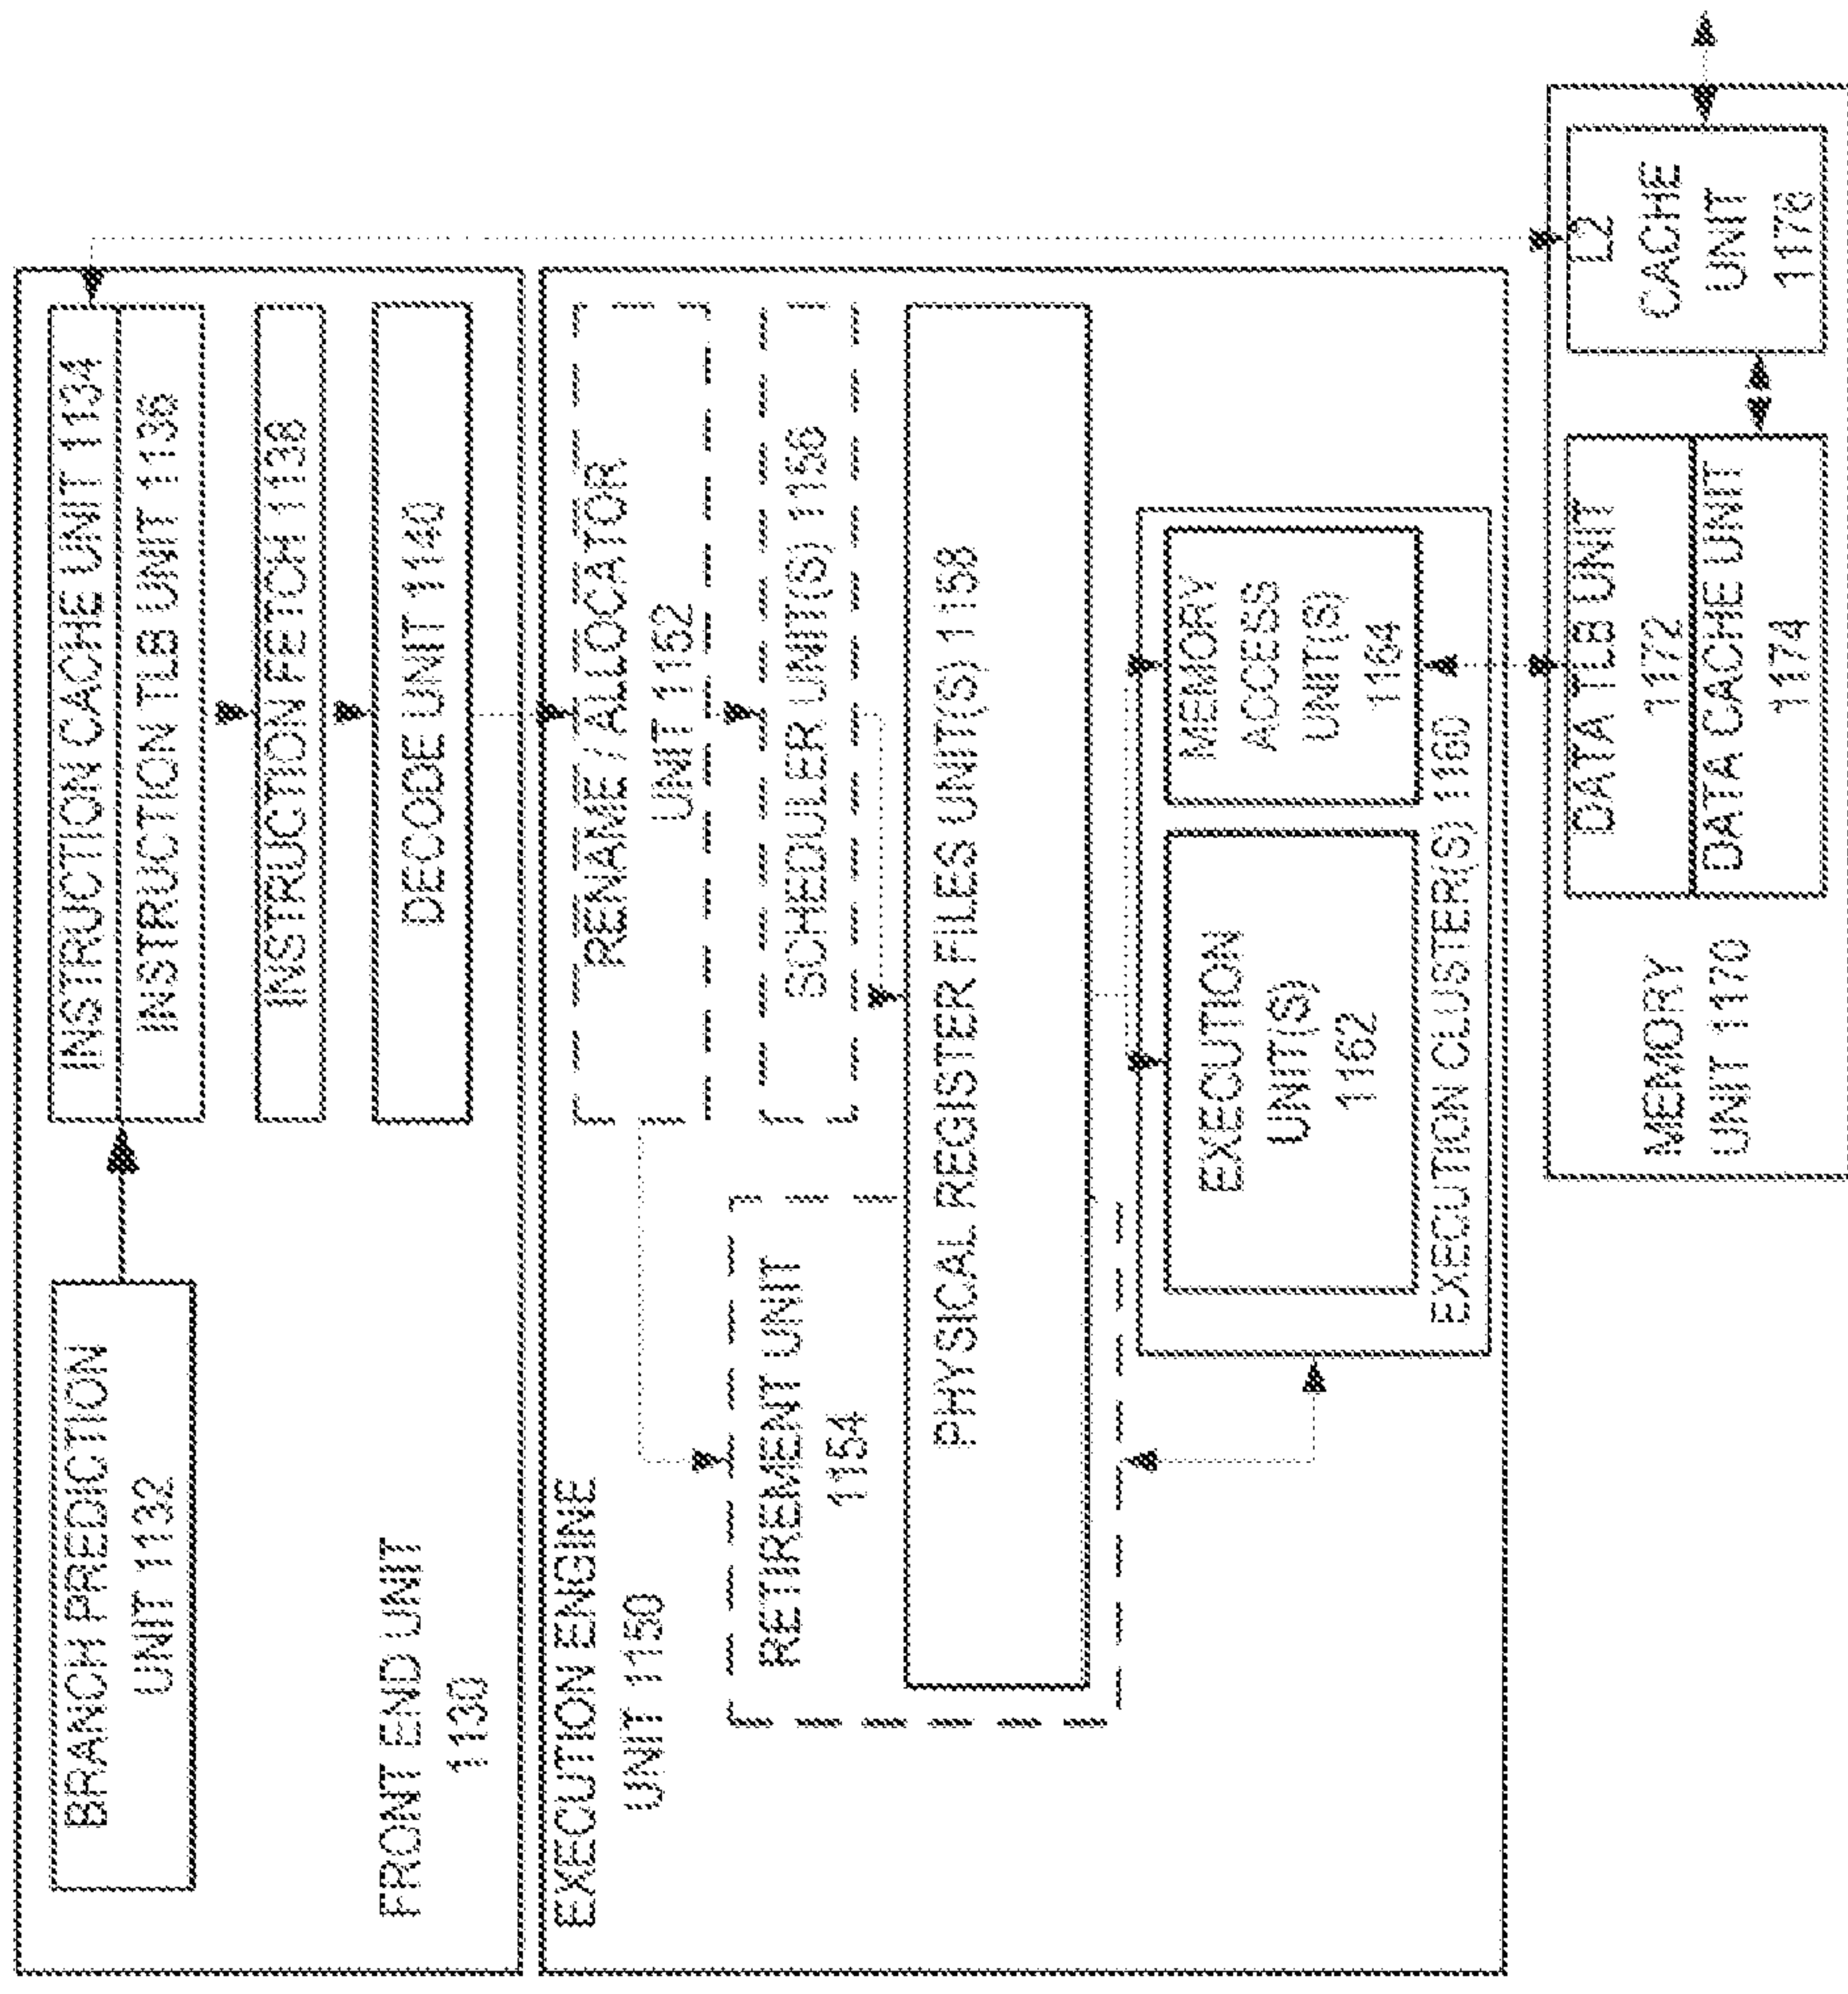 BRANCH PREDICTION
UNIT 1132
INSTRUCTION CACHE UNIT 1134
INSTRUCTION TLB UNIT 1136
INSTRUCTION FETCH 1138
DECODE UNIT 1140
FRONT END UNIT
1130
EXECUTION ENGINE
UNIT 1150
RENAME / ALLOCATOR
UNIT 1152
SCHEDULER UNIT(S) 1156
RETIREMENT UNIT
1154
PHYSICAL REGISTER FILES UNIT(S) 1158
EXECUTION
UNIT(S)
1162
MEMORY
ACCESS
UNIT(S)
1164
EXECUTION CLUSTER(S) 1160
MEMORY
UNIT 1170
DATA TLB UNIT
1172
DATA CACHE UNIT
1174
L2
CACHE
UNIT
1176